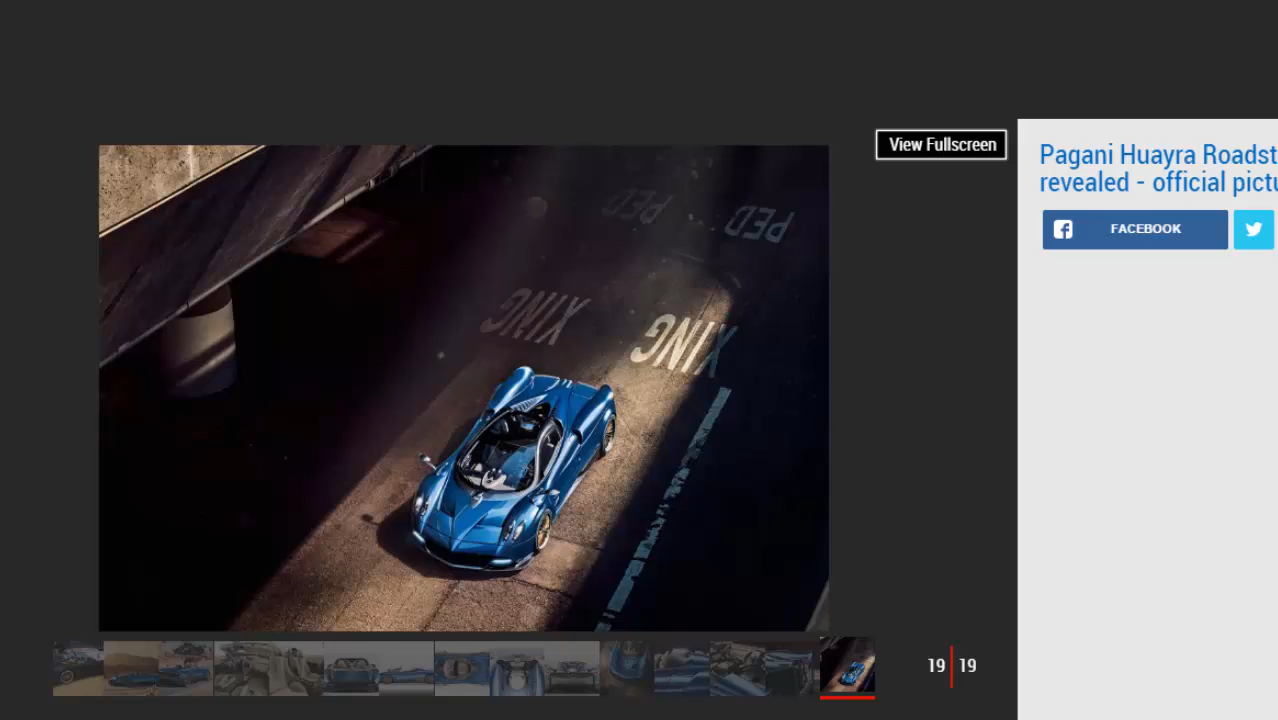 View Fullscreen
Pagani Huayra Roadst
revealed - official pictu
FACEBOOK
PED PED
XING XING
19 19